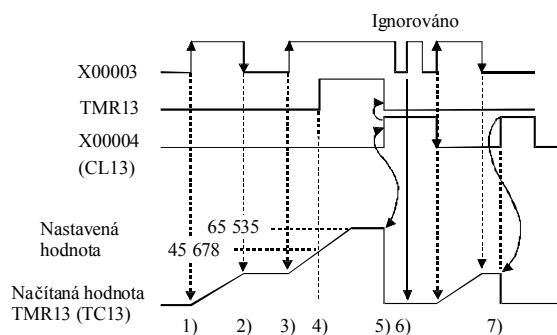 Ignorováno
X00003
TMR13
X00004
(CL13)
Nastavená
hodnota
65 535
45 678
Načítaná hodnota
TMR13 (TC13)
1) 2) 3) 4) 5) 6) 7)